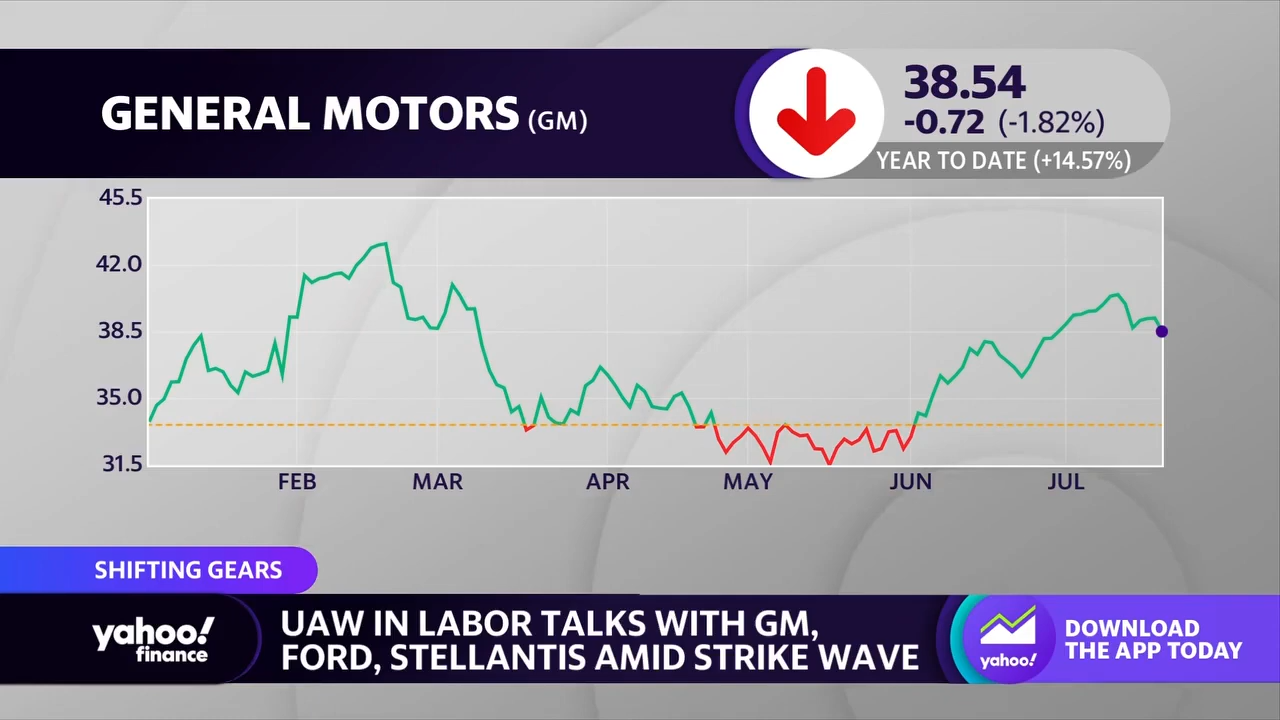 GENERAL MOTORS (GM)
38.54
-0.72 (-1.82%)
YEAR TO DATE (+14.57%)
45.5
42.0
38.5
35.0
31.5
FEB MAR APR MAY JUN JUL
SHIFTING GEARS
yahoo!
finance
UAW IN LABOR TALKS WITH GM,
FORD, STELLANTIS AMID STRIKE WAVE
yahoo!
DOWNLOAD
THE APP TODAY